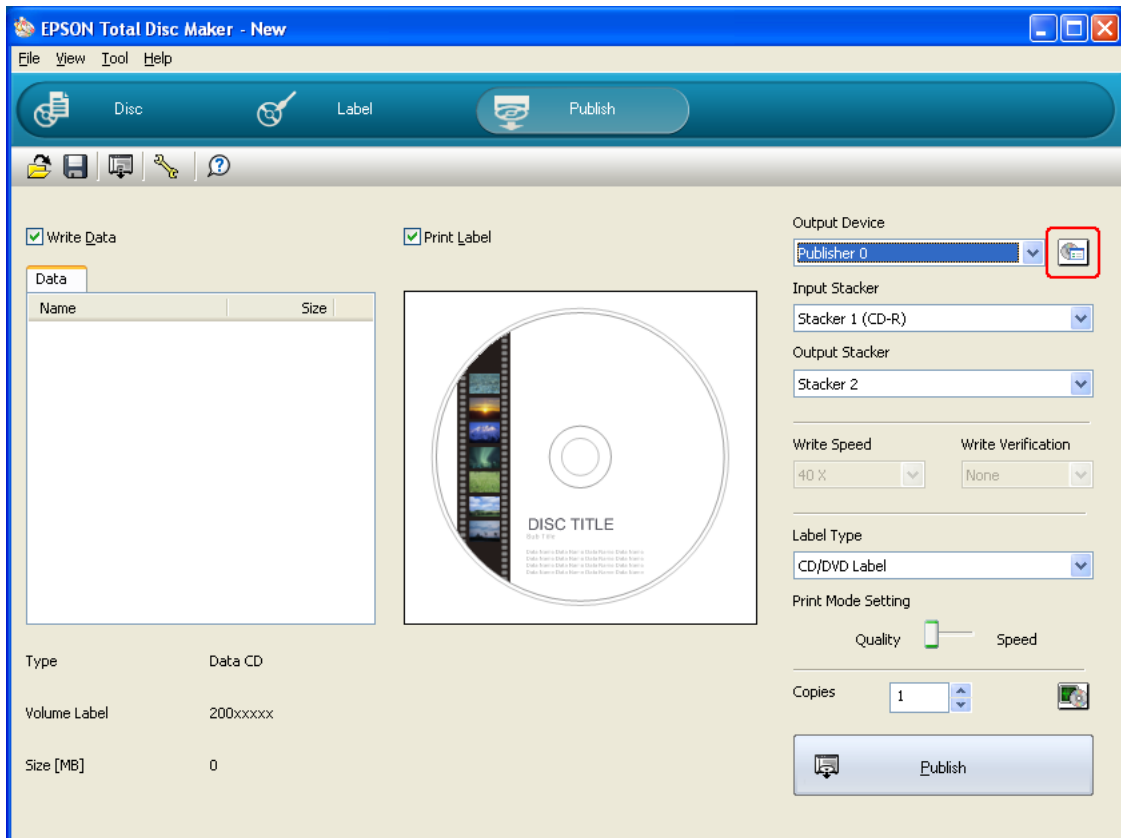 EPSON Total Disc Maker - New
File View Tool Help
Disc Label Publish
Write Data
Print Label
Output Device
Publisher 0
Data
Name Size
Input Stacker
Stacker 1 (CD-R)
Output Stacker
Stacker 2
Write Speed Write Verification
40 X None
DISC TITLE
Sub Title
Label Type
CD/DVD Label
Print Mode Setting
Quality Speed
Type Data CD
Copies 1
Volume Label 200xxxxx
Size [MB] 0
Publish